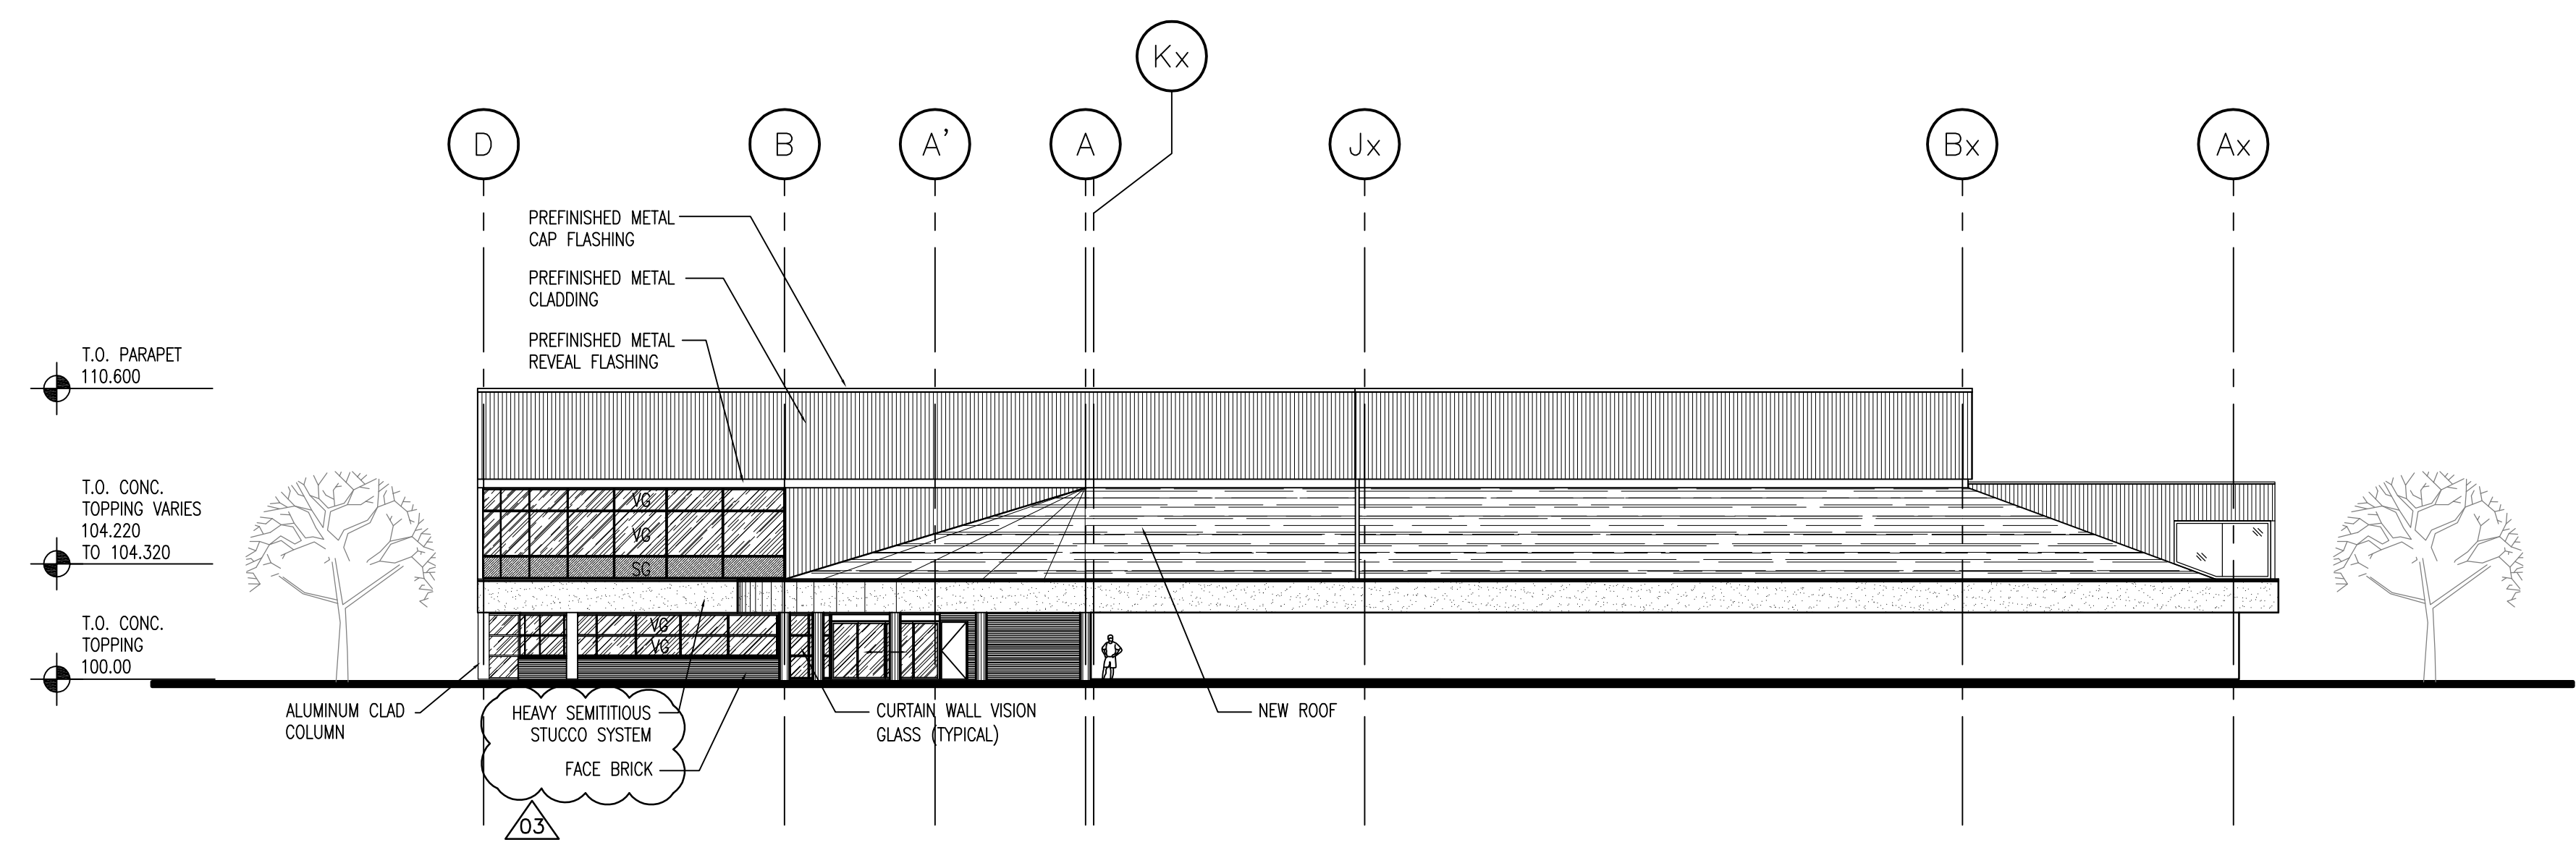 Kx
D
B
A'
A
Jx
Bx
Ax
PREFINISHED METAL
CAP FLASHING
PREFINISHED METAL
CLADDING
PREFINISHED METAL
REVEAL FLASHING
T.O. PARAPET
110.600
T.O. CONC.
TOPPING VARIES
104.220
TO 104.320
T.O. CONC.
TOPPING
100.00
VG
VG
SG
VG
VG
ALUMINUM CLAD
COLUMN
HEAVY SEMITITIOUS
STUCCO SYSTEM
FACE BRICK
CURTAIN WALL VISION
GLASS (TYPICAL)
NEW ROOF
03